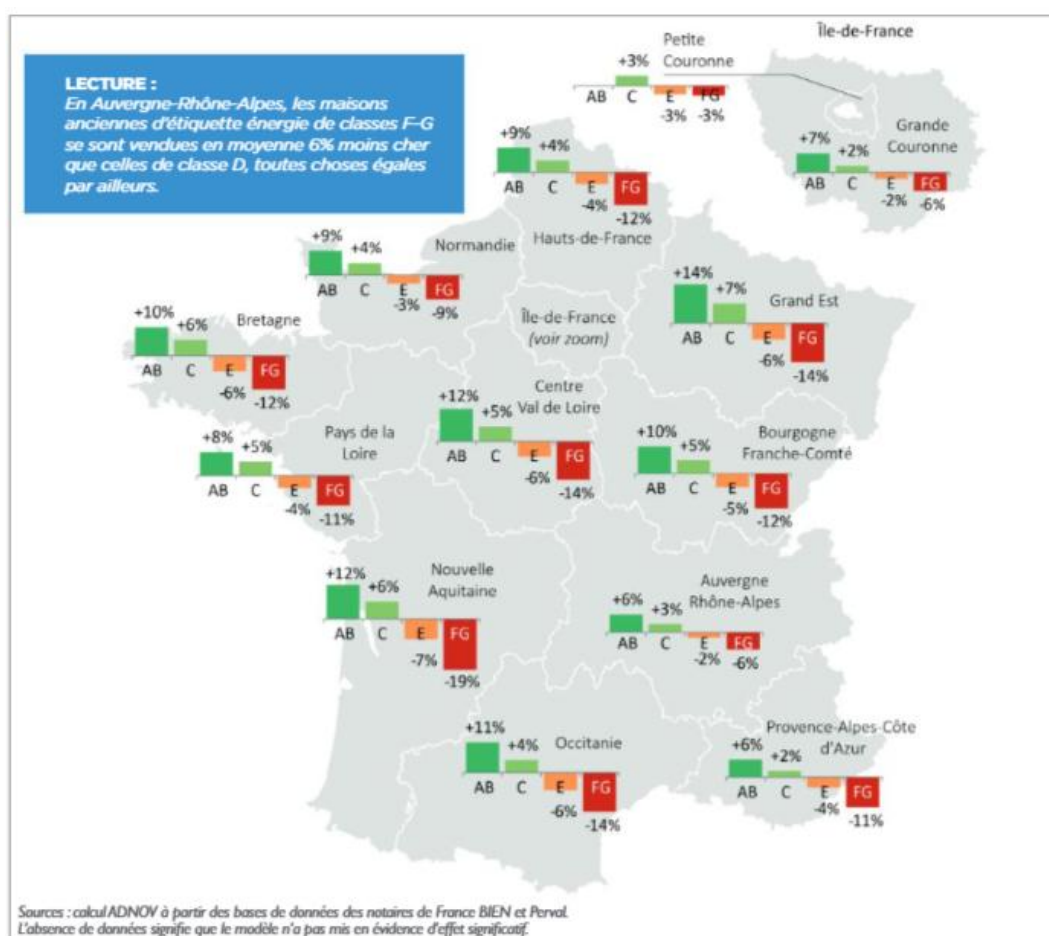 LECTURE :
En Auvergne-Rhône-Alpes, les maisons
anciennes d'étiquette énergie de classes F-G
se sont vendues en moyenne 6% moins cher
que celles de classe D, toutes choses égales
par ailleurs.
Petite
Couronne
+3%
AB C E FG
-3% -3%
Île-de-France
Grande
Couronne
+7% +2%
AB C E FG
-2% -6%
+9% +4%
AB C E FG
-4% -12%
Hauts-de-France
Normandie
+9% +4%
AB C E FG
-3% -9%
Grand Est
+14% +7%
AB C E FG
-6% -14%
Bretagne
+10% +6%
AB C E FG
-6% -12%
Île-de-France
(voir zoom)
Centre
Val de Loire
+12% +5%
AB C E FG
-6% -14%
Pays de la
Loire
+8% +5%
AB C E FG
-4% -11%
Bourgogne
Franche-Comté
+10% +5%
AB C E FG
-5% -12%
Nouvelle
Aquitaine
+12% +6%
AB C E FG
-7% -19%
Auvergne
Rhône-Alpes
+6% +3%
AB C E FG
-2% -6%
Occitanie
+11% +4%
AB C E FG
-6% -14%
Provence-Alpes-Côte
d'Azur
+6% +2%
AB C E FG
-4% -11%
Sources : calcul ADNOV à partir des bases de données des notaires de France BIEN et Perval.
L'absence de données signifie que le modèle n'a pas mis en évidence d'effet significatif.